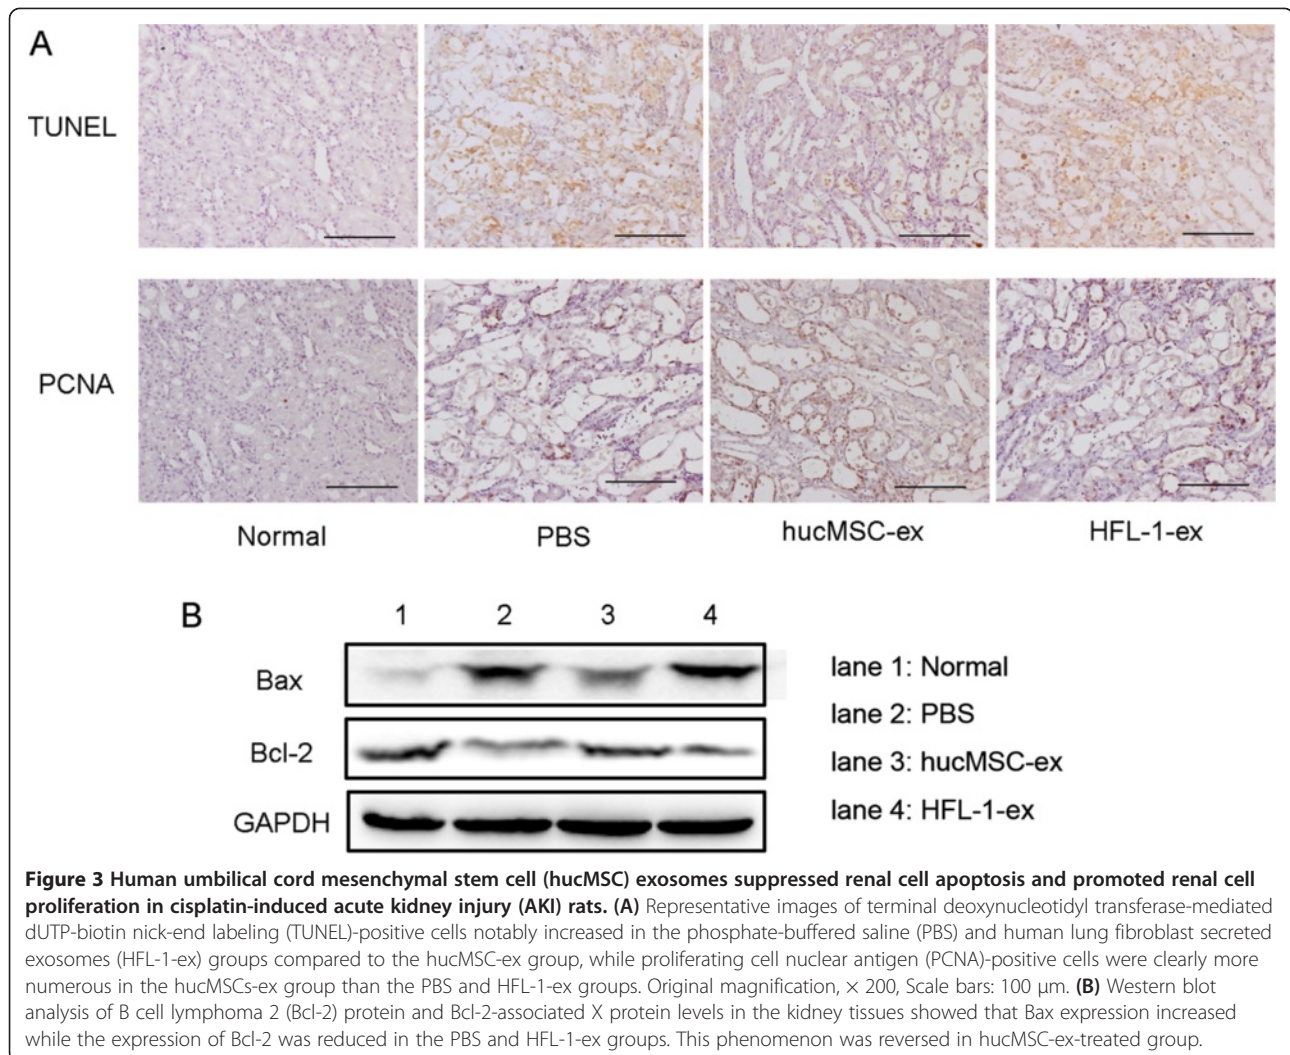 A
TUNEL
PCNA
Normal PBS hucMSC-ex HFL-1-ex
B 1 2 3 4
Bax
Bcl-2
GAPDH
lane 1: Normal
lane 2: PBS
lane 3: hucMSC-ex
lane 4: HFL-1-ex
Figure 3 Human umbilical cord mesenchymal stem cell (hucMSC) exosomes suppressed renal cell apoptosis and promoted renal cell
proliferation in cisplatin-induced acute kidney injury (AKI) rats. (A) Representative images of terminal deoxynucleotidyl transferase-mediated
dUTP-biotin nick-end labeling (TUNEL)-positive cells notably increased in the phosphate-buffered saline (PBS) and human lung fibroblast secreted
exosomes (HFL-1-ex) groups compared to the hucMSC-ex group, while proliferating cell nuclear antigen (PCNA)-positive cells were clearly more
numerous in the hucMSCs-ex group than the PBS and HFL-1-ex groups. Original magnification, × 200, Scale bars: 100 μm. (B) Western blot
analysis of B cell lymphoma 2 (Bcl-2) protein and Bcl-2-associated X protein levels in the kidney tissues showed that Bax expression increased
while the expression of Bcl-2 was reduced in the PBS and HFL-1-ex groups. This phenomenon was reversed in hucMSC-ex-treated group.